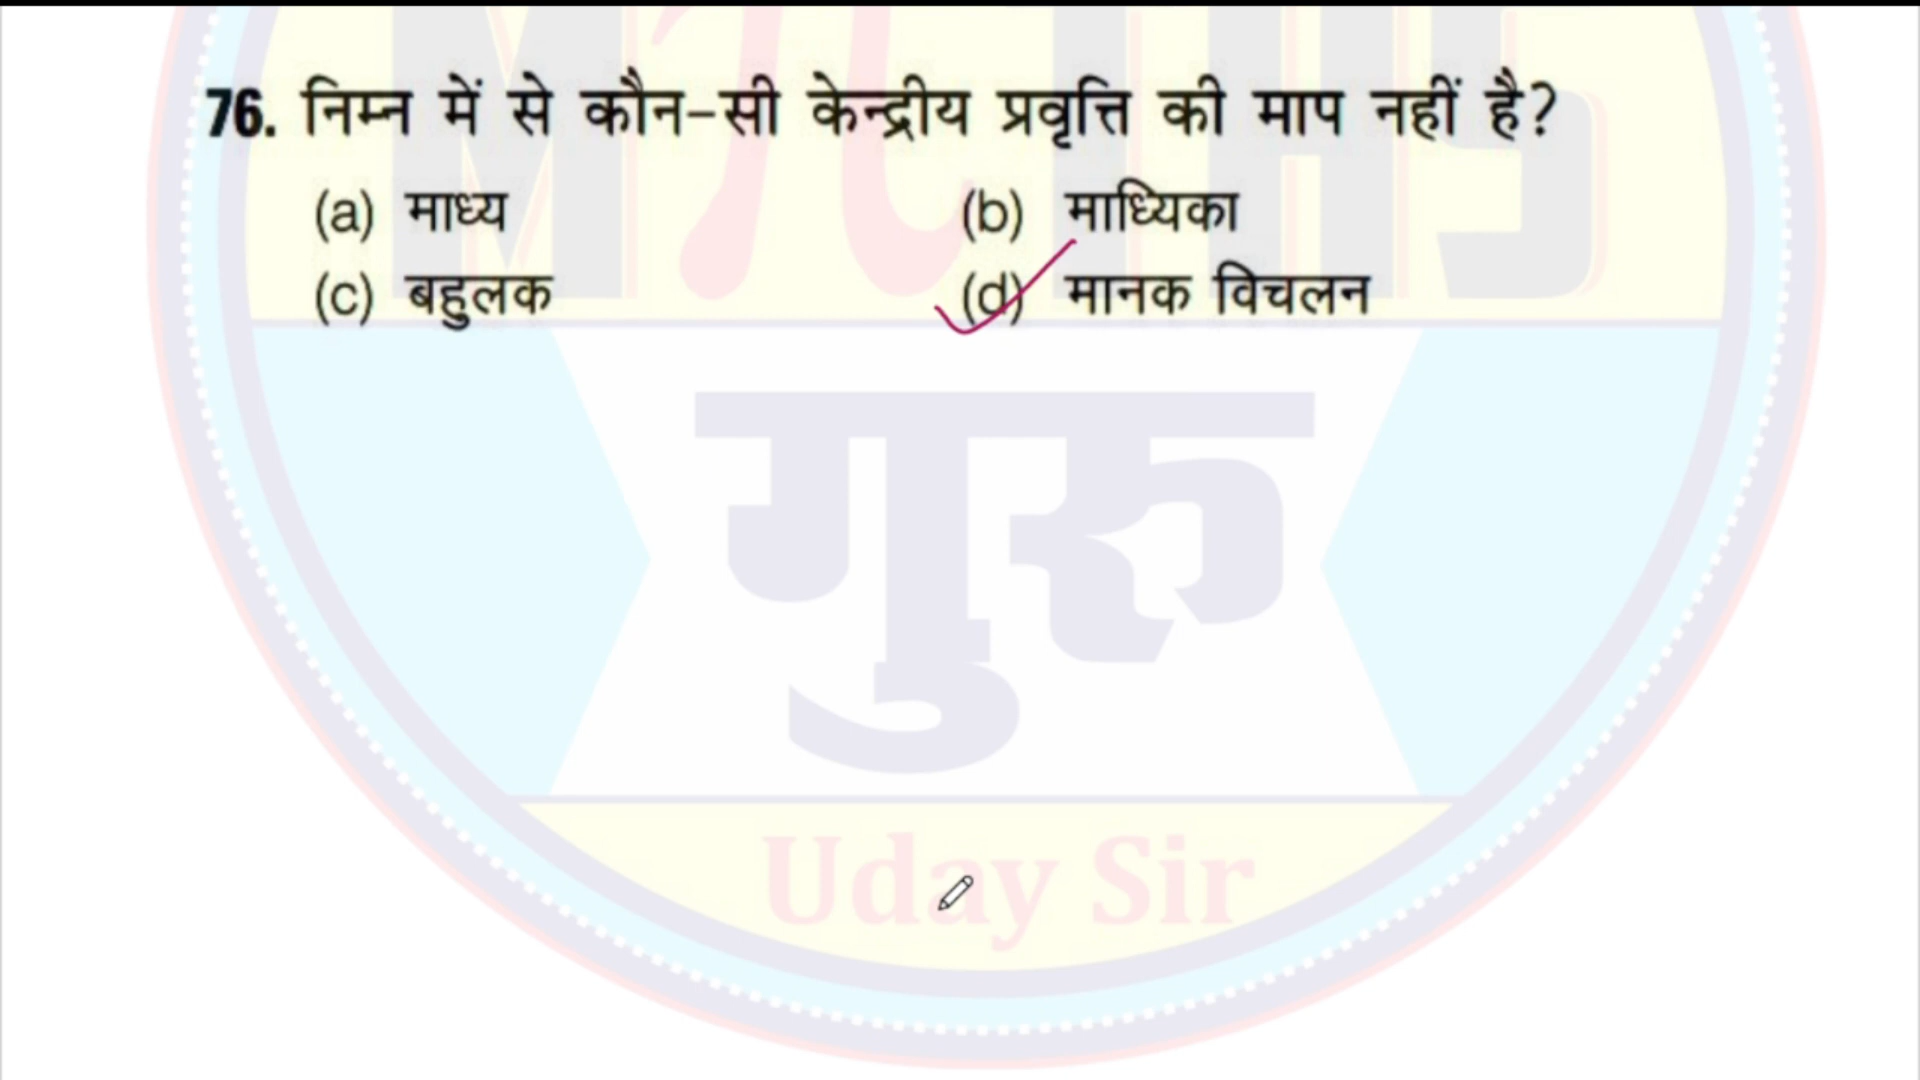 76. निम्न में से कौन-सी केन्द्रीय प्रवृत्ति की माप नहीं है?
(a) माध्य (b) माध्यिका
(c) बहुलक (d) मानक विचलन
गुरु
Uday Sir